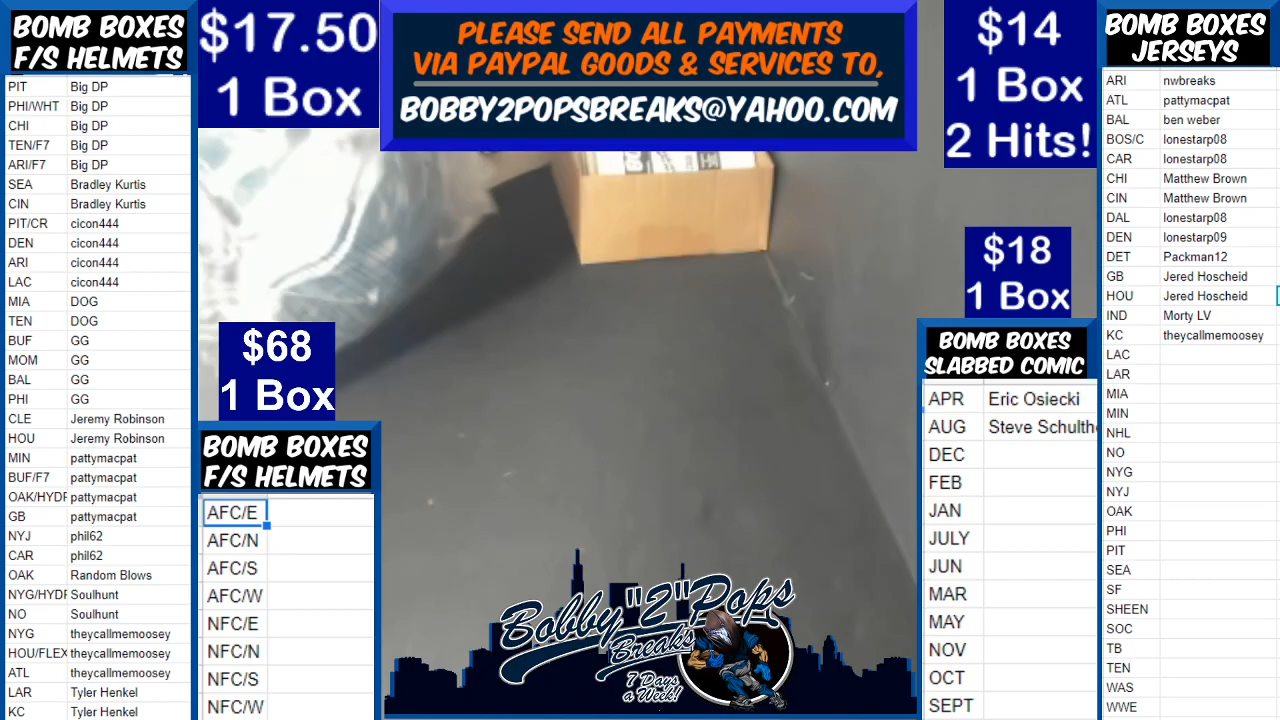 BOMB BOXES
F/S HELMETS
PIT Big DP
PHI/WHT Big DP
CHI Big DP
TEN/F7 Big DP
ARI/F7 Big DP
SEA Bradley Kurtis
CIN Bradley Kurtis
PIT/CR cicon444
DEN cicon444
ARI cicon444
LAC cicon444
MIA DOG
TEN DOG
BUF GG
MOM GG
BAL GG
PHI GG
CLE Jeremy Robinson
HOU Jeremy Robinson
MIN pattymacpat
BUF/F7 pattymacpat
OAK/HYDR pattymacpat
GB pattymacpat
NYJ phil62
CAR phil62
OAK Random Blows
NYG/HYDR Soulhunt
NO Soulhunt
NYG theycallmemoosey
HOU/FLEX theycallmemoosey
ATL theycallmemoosey
LAR Tyler Henkel
KC Tyler Henkel
$17.50
1 Box
$68
1 Box
BOMB BOXES
F/S HELMETS
AFC/E
AFC/N
AFC/S
AFC/W
NFC/E
NFC/N
NFC/S
NFC/W
PLEASE SEND ALL PAYMENTS
VIA PAYPAL GOODS & SERVICES TO,
BOBBY2POPSBREAKS@YAHOO.COM
Bobby "2" Pops
Breaks
7 Days
a Week!
$14
1 Box
2 Hits!
$18
1 Box
BOMB BOXES
SLABBED COMIC
APR Eric Osiecki
AUG Steve Schulthe
DEC
FEB
JAN
JULY
JUN
MAR
MAY
NOV
OCT
SEPT
BOMB BOXES
JERSEYS
ARI nwbreaks
ATL pattymacpat
BAL ben weber
BOS/C lonestarp08
CAR lonestarp08
CHI Matthew Brown
CIN Matthew Brown
DAL lonestarp08
DEN lonestarp09
DET Packman12
GB Jered Hoscheid
HOU Jered Hoscheid
IND Morty LV
KC theycallmemoosey
LAC
LAR
MIA
MIN
NHL
NO
NYG
NYJ
OAK
PHI
PIT
SEA
SF
SHEEN
SOC
TB
TEN
WAS
WWE